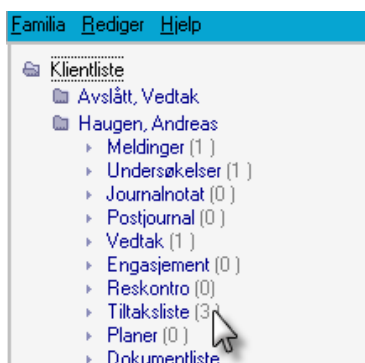 Familia Rediger Hjelp
Klientliste
Avslått, Vedtak
Haugen, Andreas
Meldinger (1 )
Undersøkelser (1 )
Journalnotat (0 )
Postjournal (0 )
Vedtak (1 )
Engasjement (0 )
Reskontro (0)
Tiltaksliste (3 )
Planer (0 )
Dokumentliste